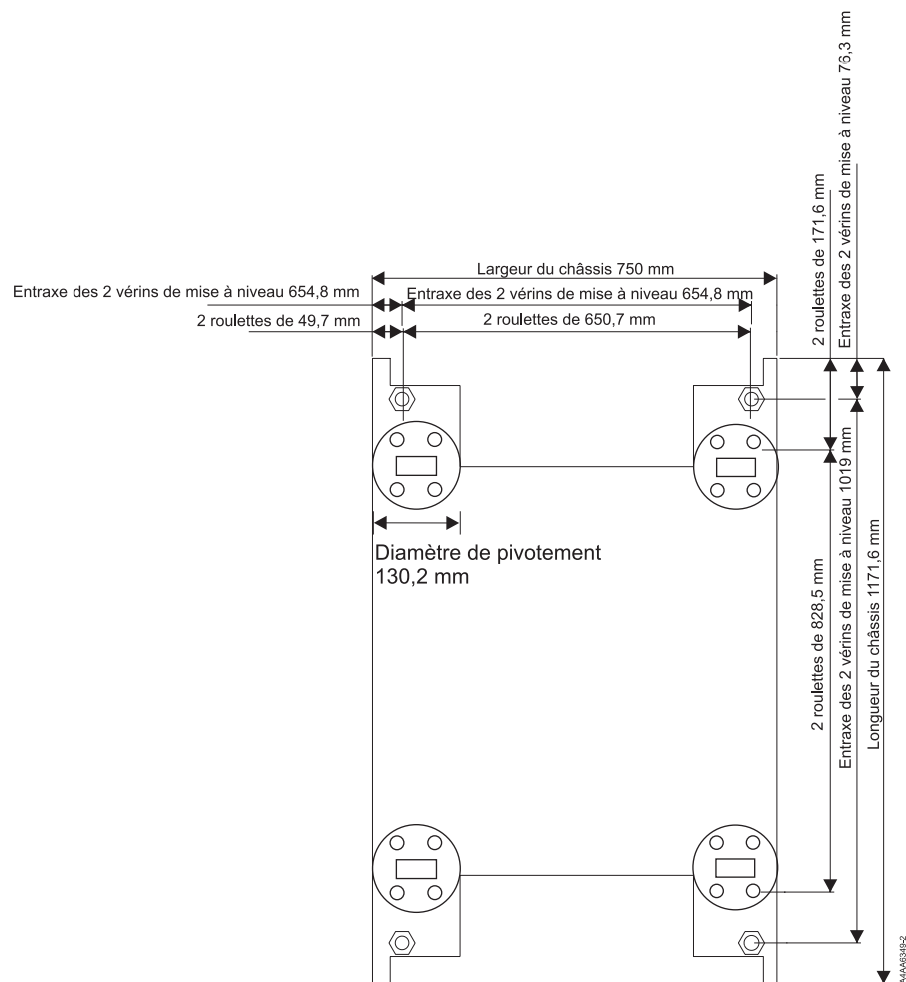 Entraxe des 2 vérins de mise à niveau 76,3 mm
2 roulettes de 171,6 mm
Largeur du châssis 750 mm
Entraxe des 2 vérins de mise à niveau 654,8 mm
Entraxe des 2 vérins de mise à niveau 654,8 mm
2 roulettes de 49,7 mm
2 roulettes de 650,7 mm
Diamètre de pivotement
130,2 mm
2 roulettes de 828,5 mm
Entraxe des 2 vérins de mise à niveau 1019 mm
Longueur du châssis 1171,6 mm
A4AA6349-2